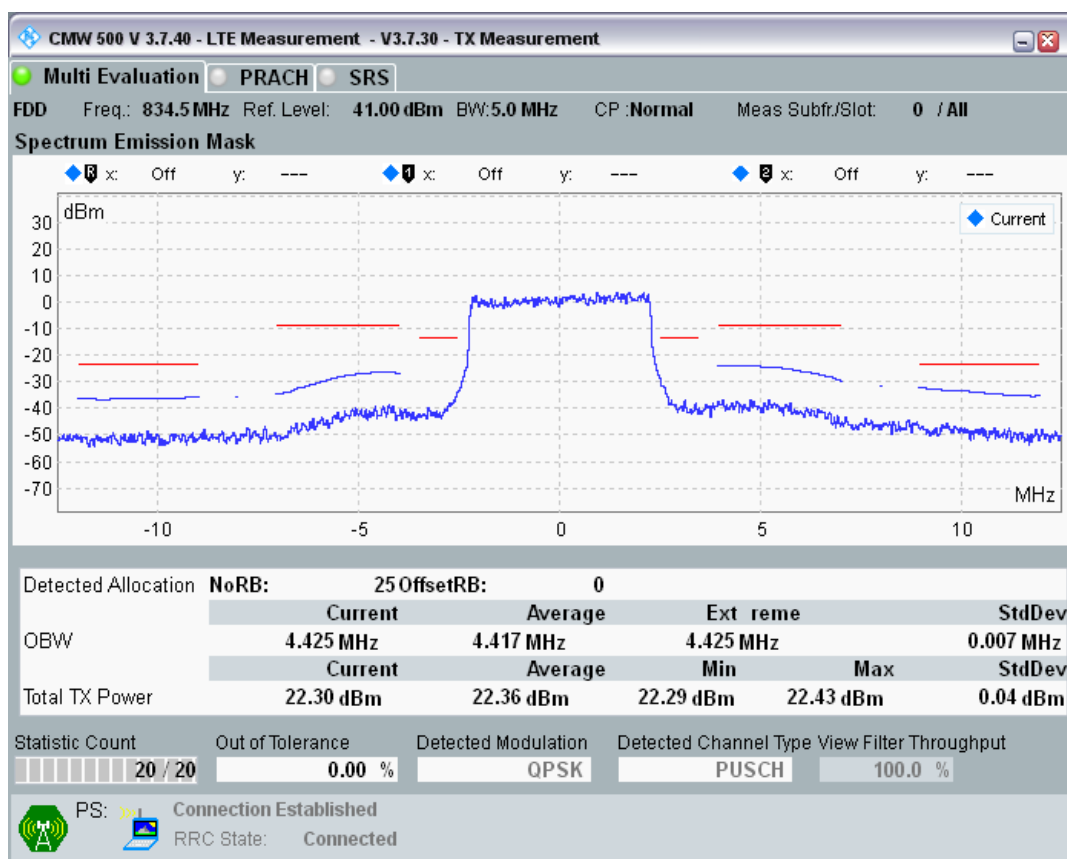 CMW 500 V 3.7.40 - LTE Measurement - V3.7.30 - TX Measurement
Multi Evaluation PRACH SRS
FDD Freq.: 834.5 MHz Ref. Level: 41.00 dBm BW:5.0 MHz CP :Normal Meas Subfr./Slot: 0 / All
Spectrum Emission Mask
R x: Off y: --- 1 x: Off y: --- 2 x: Off y: ---
dBm
Current
30
20
10
0
-10
-20
-30
-40
-50
-60
-70
MHz
-10 -5 0 5 10
Detected Allocation NoRB: 25 OffsetRB: 0
Current Average Ext reme StdDev
OBW 4.425 MHz 4.417 MHz 4.425 MHz 0.007 MHz
Current Average Min Max StdDev
Total TX Power 22.30 dBm 22.36 dBm 22.29 dBm 22.43 dBm 0.04 dBm
Statistic Count Out of Tolerance Detected Modulation Detected Channel Type View Filter Throughput
20 / 20 0.00 % QPSK PUSCH 100.0 %
PS: Connection Established
RRC State: Connected